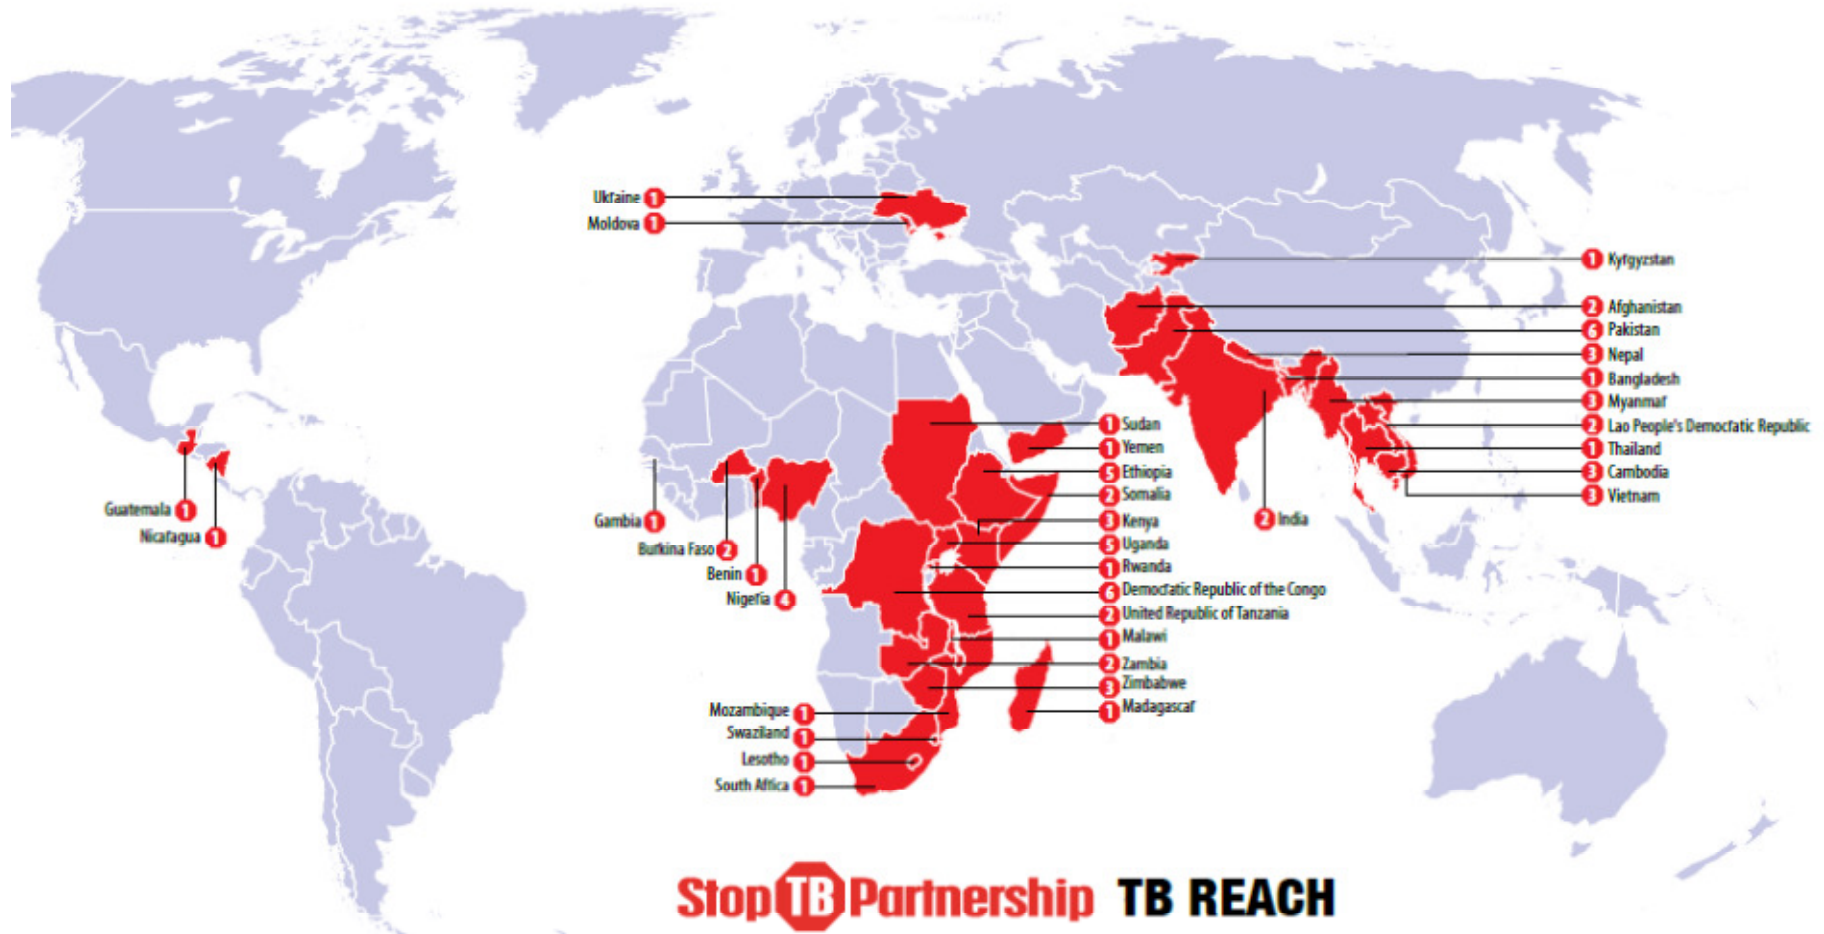 Ukraine 1
Moldova 1
1 Kyrgyzstan
2 Afghanistan
6 Pakistan
3 Nepal
1 Bangladesh
3 Myanmar
2 Lao People's Democratic Republic
1 Thailand
3 Cambodia
3 Vietnam
2 India
1 Sudan
1 Yemen
5 Ethiopia
2 Somalia
3 Kenya
5 Uganda
1 Rwanda
6 Democratic Republic of the Congo
2 United Republic of Tanzania
1 Malawi
2 Zambia
3 Zimbabwe
1 Madagascar
Guatemala 1
Nicaragua 1
Gambia 1
Burkina Faso 2
Benin 1
Nigeria 4
Mozambique 1
Swaziland 1
Lesotho 1
South Africa 1
Stop TB Partnership TB REACH